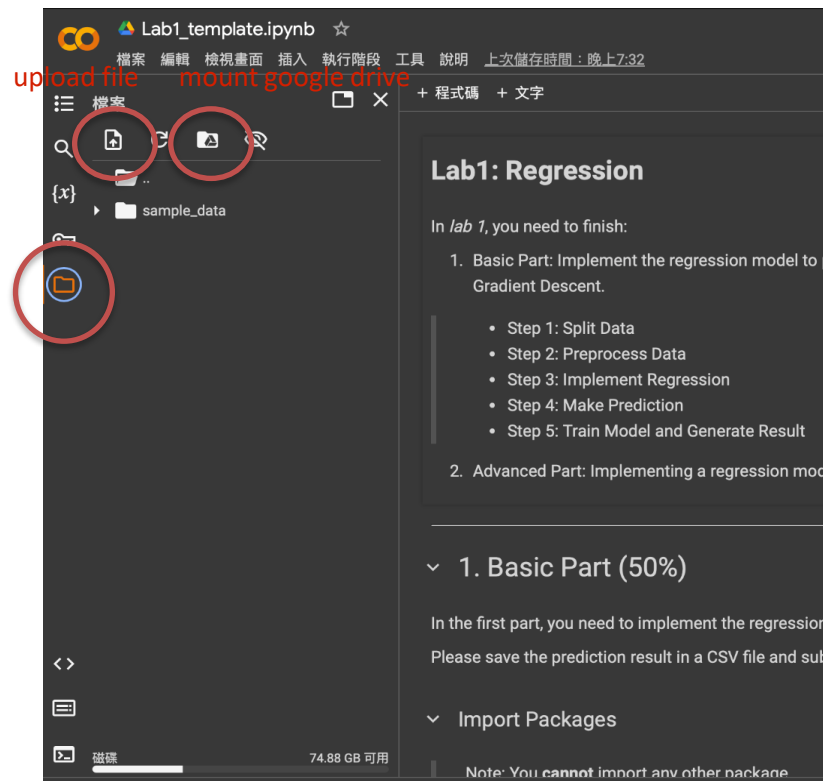 Lab1_template.ipynb
檔案 編輯 檢視畫面 插入 執行階段 工具 說明 上次儲存時間：晚上7:32
upload file mount google drive
檔案
+ 程式碼 + 文字
..
{x}
sample_data
Lab1: Regression
In lab 1, you need to finish:
1. Basic Part: Implement the regression model to
Gradient Descent.
• Step 1: Split Data
• Step 2: Preprocess Data
• Step 3: Implement Regression
• Step 4: Make Prediction
• Step 5: Train Model and Generate Result
2. Advanced Part: Implementing a regression
1. Basic Part (50%)
In the first part, you need to implement the
Please save the prediction result in a CSV file and
Import Packages
Note: You cannot import any other package
磁碟 74.88 GB 可用